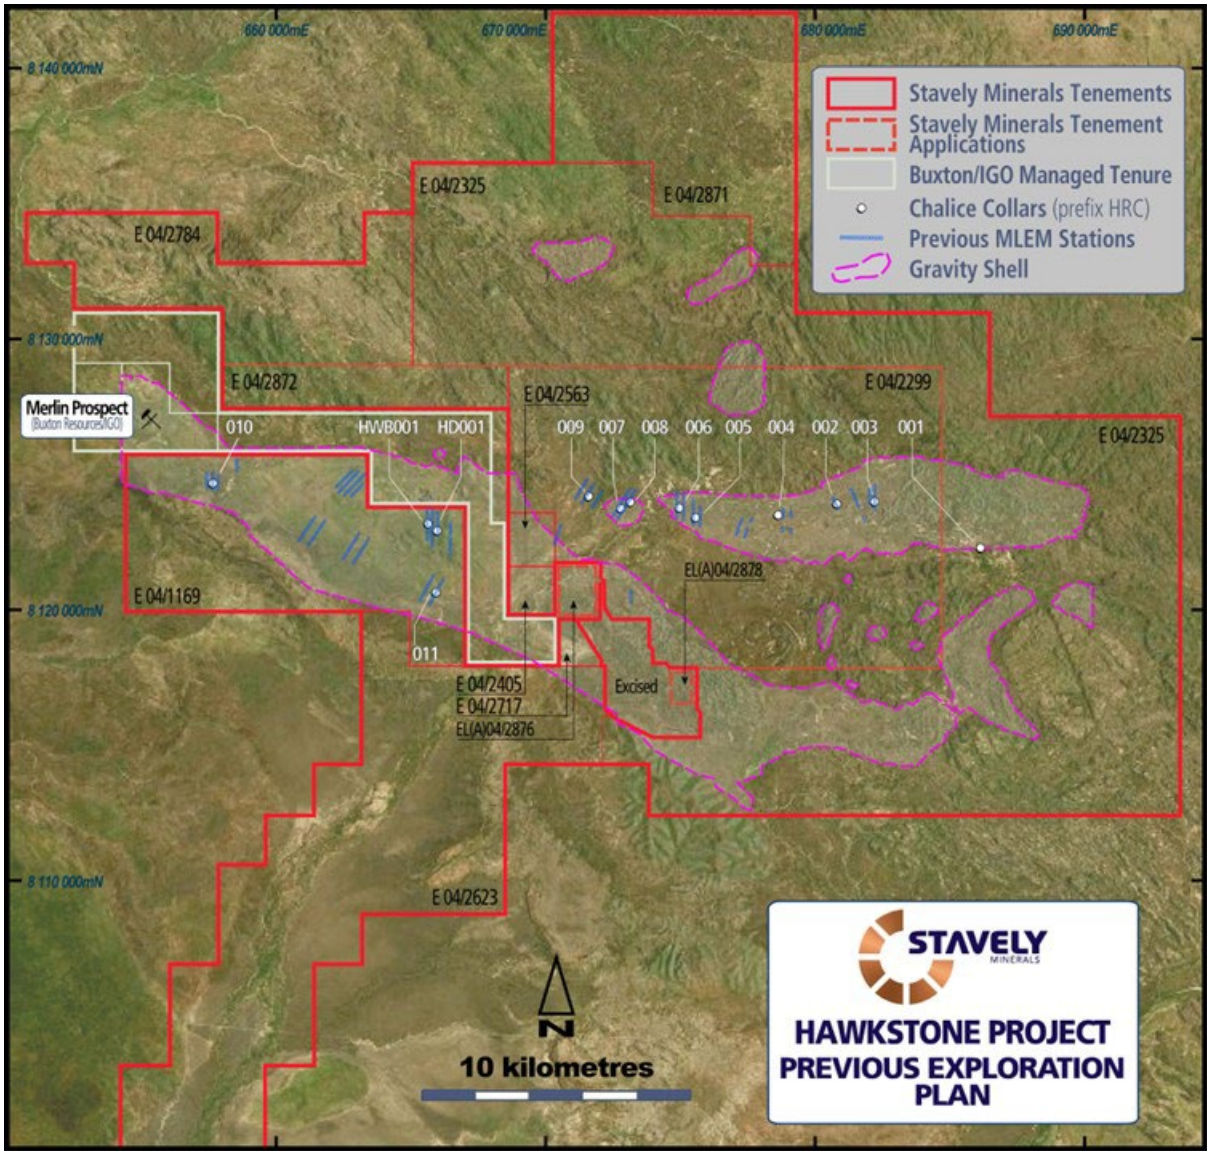 660 000mE
670 000mE
680 000mE
690 000mE
8 140 000mN
Stavely Minerals Tenements
Stavely Minerals Tenement
Applications
Buxton/IGO Managed Tenure
Chalice Collars (prefix HRC)
Previous MLEM Stations
Gravity Shell
E 04/2325
E 04/2871
E 04/2784
8 130 000mN
E 04/2872
E 04/2563
E 04/2299
Merlin Prospect
(Buxton Resources/IGO)
010
HWB001
HD001
009
007
008
006
005
004
002
003
001
E 04/2325
EL(A)04/2878
E 04/1169
8 120 000mN
011
E 04/2405
E 04/2717
EL(A)04/2876
Excised
8 110 000mN
E 04/2623
N
10 kilometres
STAVELY
MINERALS
HAWKSTONE PROJECT
PREVIOUS EXPLORATION
PLAN